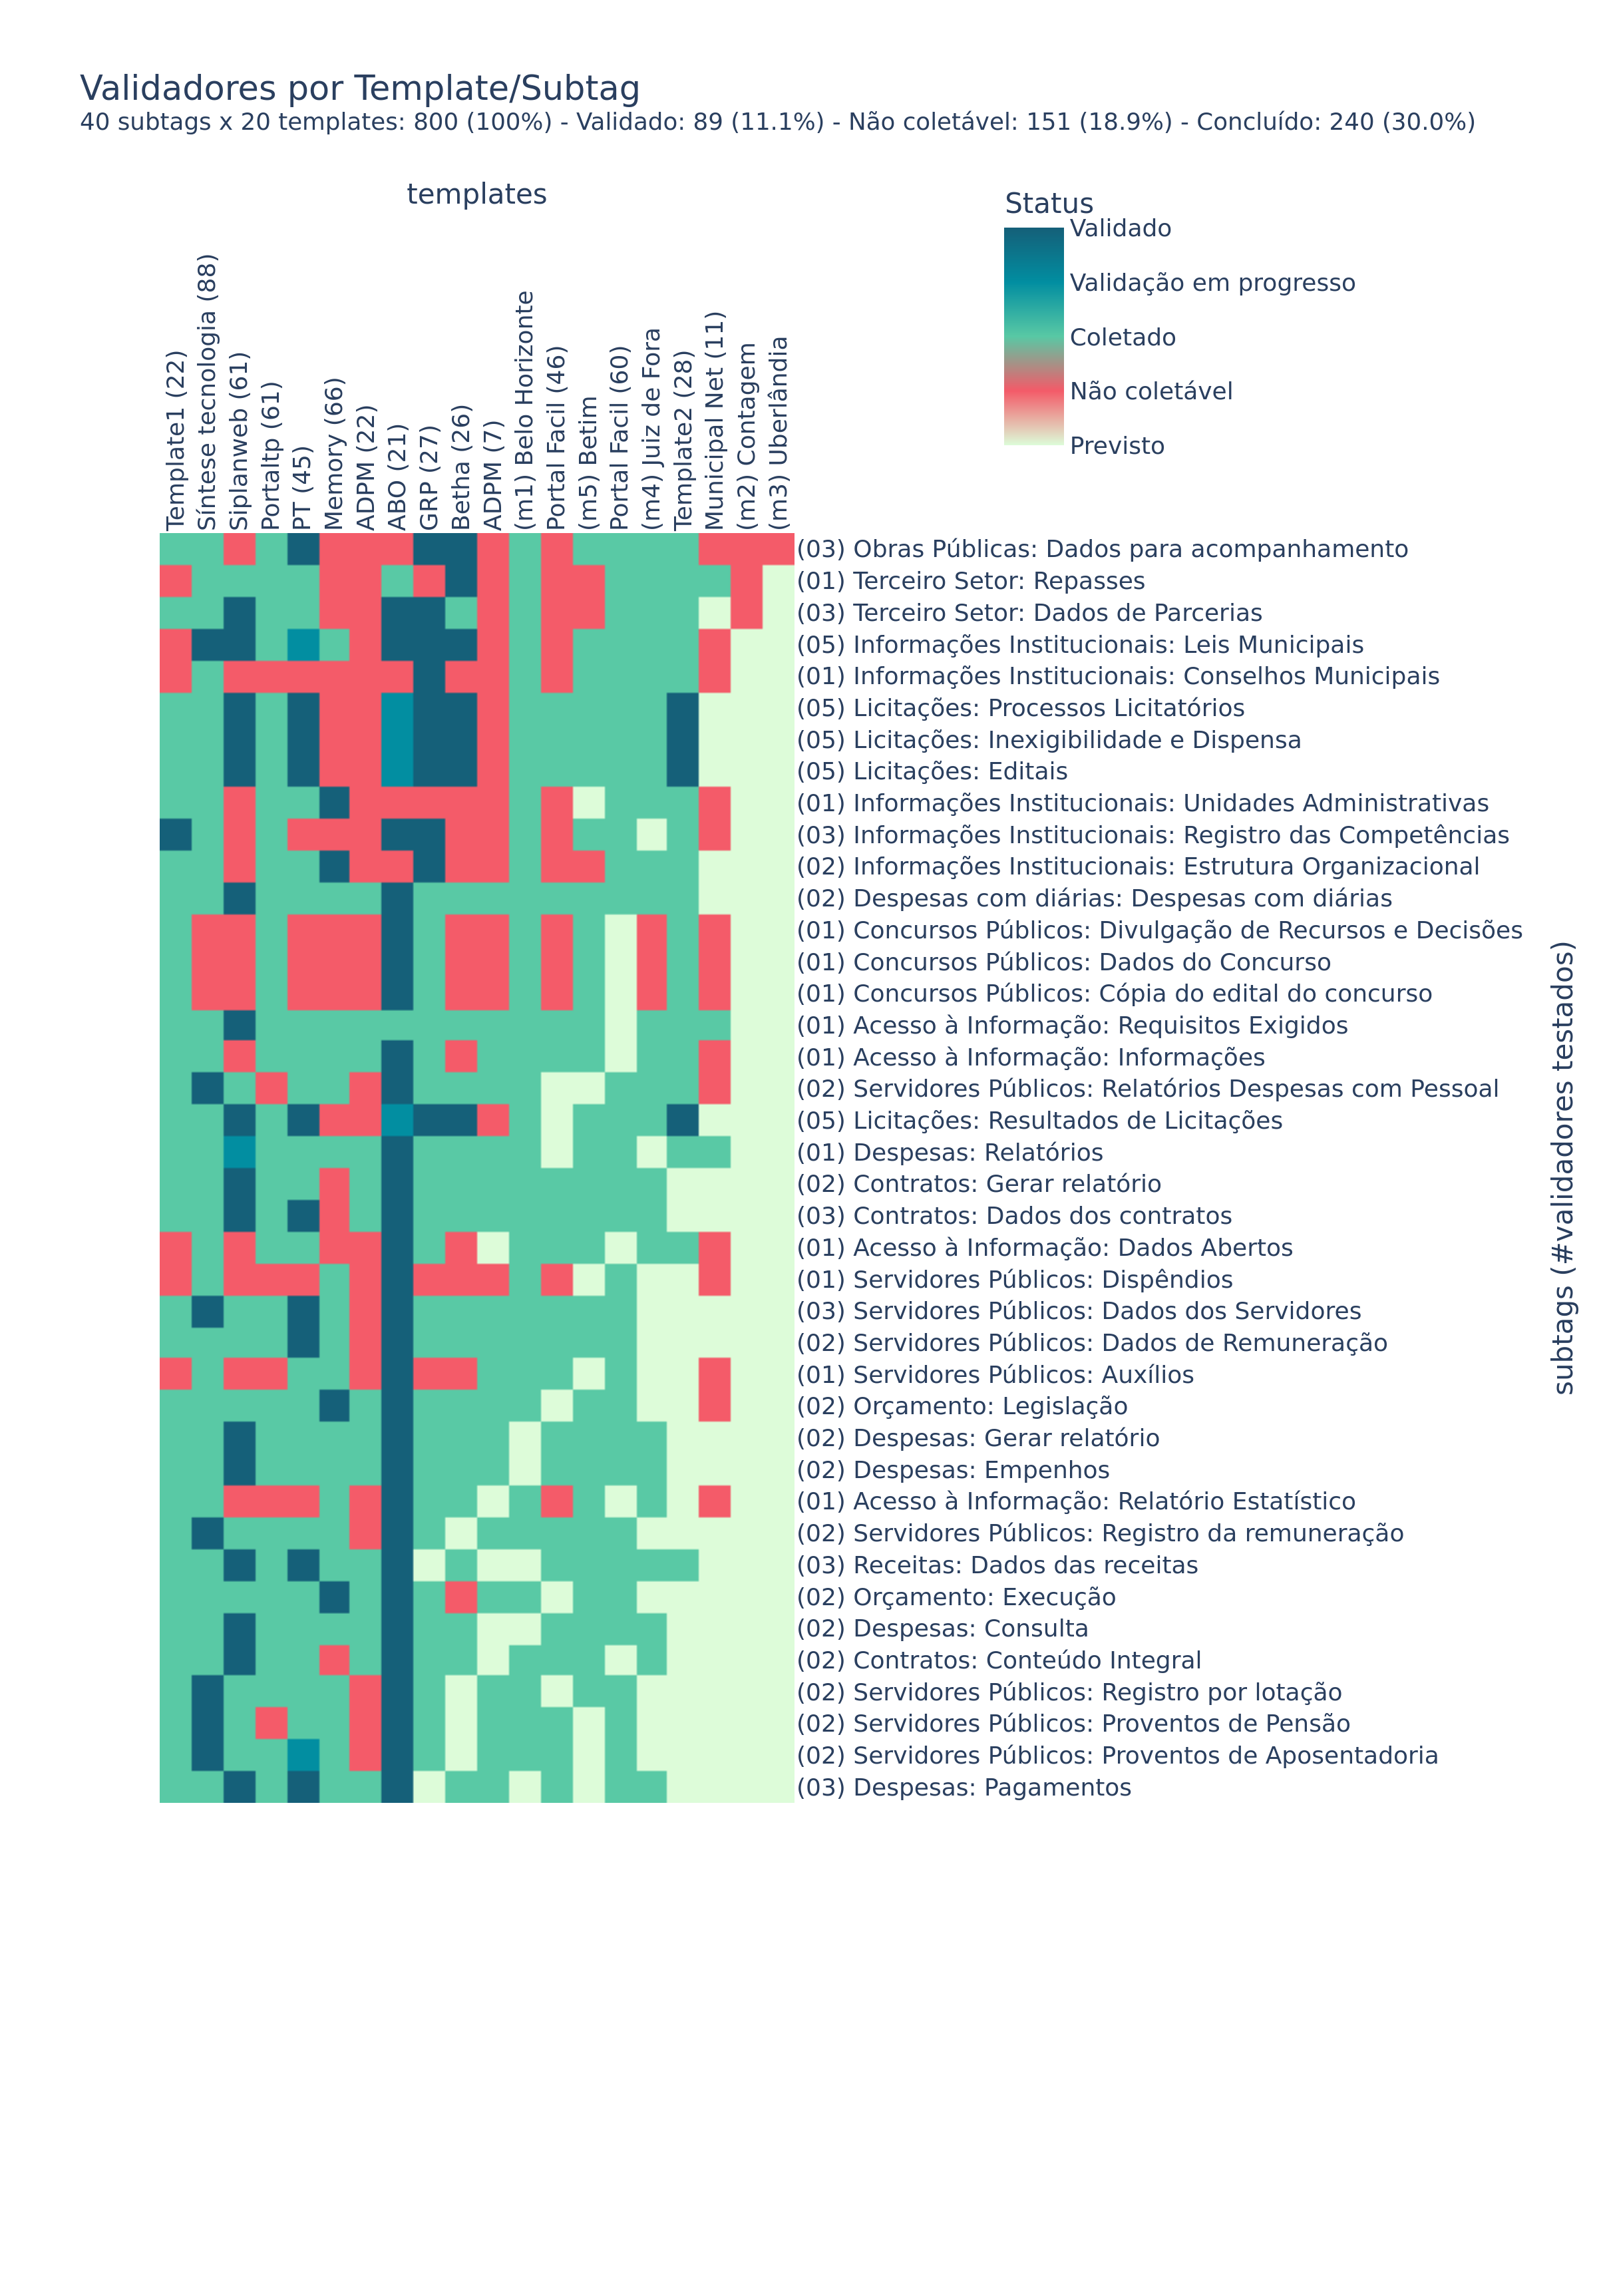 Validadores por Template/Subtag
40 subtags x 20 templates: 800 (100%) - Validado: 89 (11.1%) - Não coletável: 151 (18.9%) - Concluído: 240 (30.0%)
templates
Template1 (22)
Síntese tecnologia (88)
Siplanweb (61)
Portaltp (61)
PT (45)
Memory (66)
ADPM (22)
ABO (21)
GRP (27)
Betha (26)
ADPM (7)
(m1) Belo Horizonte
Portal Facil (46)
(m5) Betim
Portal Facil (60)
(m4) Juiz de Fora
Template2 (28)
Municipal Net (11)
(m2) Contagem
(m3) Uberlândia
Status
Validado
Validação em progresso
Coletado
Não coletável
Previsto
(03) Obras Públicas: Dados para acompanhamento
(01) Terceiro Setor: Repasses
(03) Terceiro Setor: Dados de Parcerias
(05) Informações Institucionais: Leis Municipais
(01) Informações Institucionais: Conselhos Municipais
(05) Licitações: Processos Licitatórios
(05) Licitações: Inexigibilidade e Dispensa
(05) Licitações: Editais
(01) Informações Institucionais: Unidades Administrativas
(03) Informações Institucionais: Registro das Competências
(02) Informações Institucionais: Estrutura Organizacional
(02) Despesas com diárias: Despesas com diárias
(01) Concursos Públicos: Divulgação de Recursos e Decisões
(01) Concursos Públicos: Dados do Concurso
(01) Concursos Públicos: Cópia do edital do concurso
(01) Acesso à Informação: Requisitos Exigidos
(01) Acesso à Informação: Informações
(02) Servidores Públicos: Relatórios Despesas com Pessoal
(05) Licitações: Resultados de Licitações
(01) Despesas: Relatórios
(02) Contratos: Gerar relatório
(03) Contratos: Dados dos contratos
(01) Acesso à Informação: Dados Abertos
(01) Servidores Públicos: Dispêndios
(03) Servidores Públicos: Dados dos Servidores
(02) Servidores Públicos: Dados de Remuneração
(01) Servidores Públicos: Auxílios
(02) Orçamento: Legislação
(02) Despesas: Gerar relatório
(02) Despesas: Empenhos
(01) Acesso à Informação: Relatório Estatístico
(02) Servidores Públicos: Registro da remuneração
(03) Receitas: Dados das receitas
(02) Orçamento: Execução
(02) Despesas: Consulta
(02) Contratos: Conteúdo Integral
(02) Servidores Públicos: Registro por lotação
(02) Servidores Públicos: Proventos de Pensão
(02) Servidores Públicos: Proventos de Aposentadoria
(03) Despesas: Pagamentos
subtags (#validadores testados)